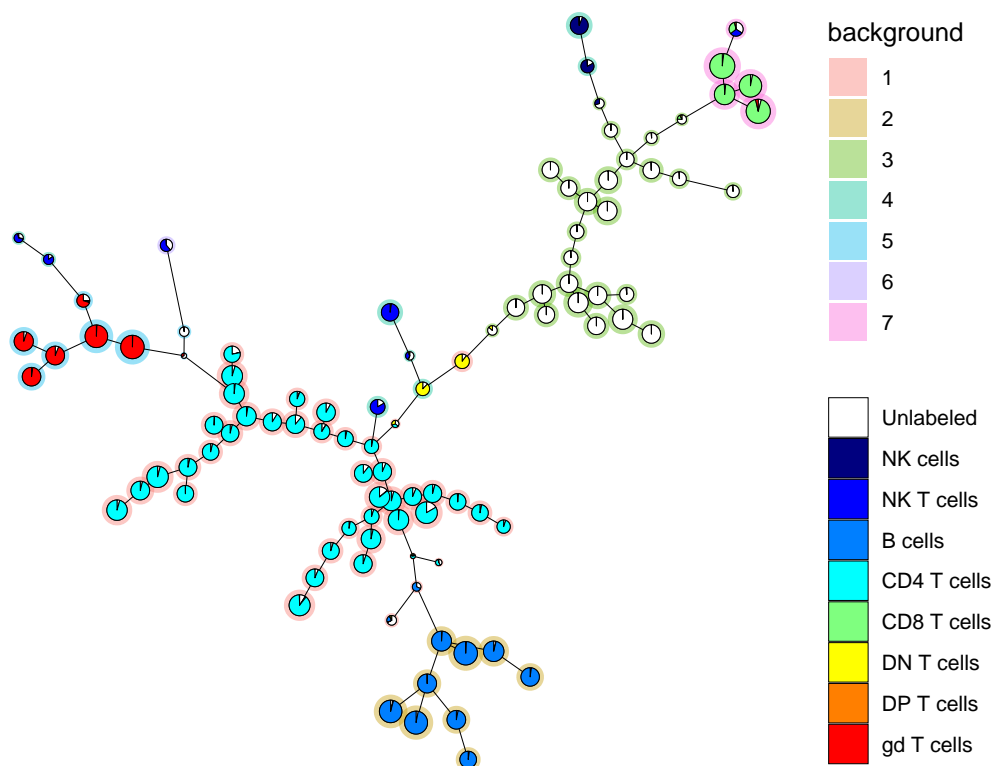 background
1
2
3
4
5
6
7
Unlabeled
NK cells
NK T cells
B cells
CD4 T cells
CD8 T cells
DN T cells
DP T cells
gd T cells